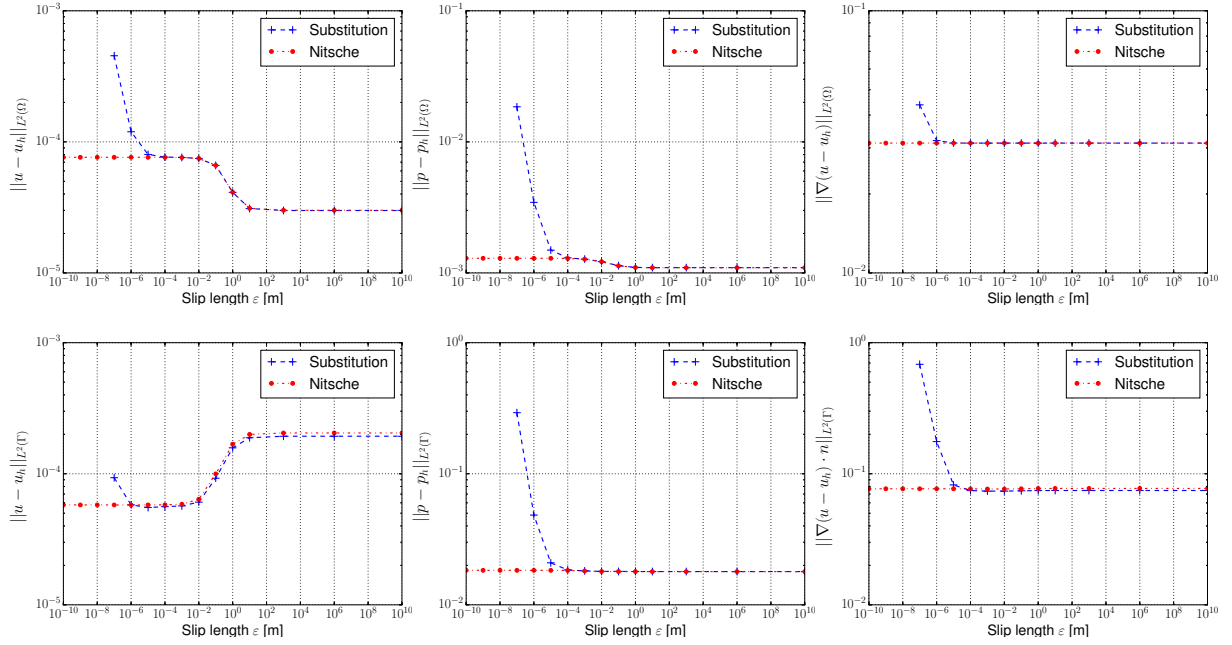 10⁻³
10⁻⁴
10⁻⁵
||u − u_h||_{L²(Ω)}
Substitution
Nitsche
10⁻¹⁰ 10⁻⁸ 10⁻⁶ 10⁻⁴ 10⁻² 10⁰ 10² 10⁴ 10⁶ 10⁸ 10¹⁰
Slip length ε [m]
10⁻¹
10⁻²
10⁻³
||p − p_h||_{L²(Ω)}
Substitution
Nitsche
10⁻¹⁰ 10⁻⁸ 10⁻⁶ 10⁻⁴ 10⁻² 10⁰ 10² 10⁴ 10⁶ 10⁸ 10¹⁰
Slip length ε [m]
10⁻¹
10⁻²
||∇(u − u_h)||_{L²(Ω)}
Substitution
Nitsche
10⁻¹⁰ 10⁻⁸ 10⁻⁶ 10⁻⁴ 10⁻² 10⁰ 10² 10⁴ 10⁶ 10⁸ 10¹⁰
Slip length ε [m]
10⁻³
10⁻⁴
10⁻⁵
||u − u_h||_{L²(Γ)}
Substitution
Nitsche
10⁻¹⁰ 10⁻⁸ 10⁻⁶ 10⁻⁴ 10⁻² 10⁰ 10² 10⁴ 10⁶ 10⁸ 10¹⁰
Slip length ε [m]
10⁰
10⁻¹
10⁻²
||p − p_h||_{L²(Γ)}
Substitution
Nitsche
10⁻¹⁰ 10⁻⁸ 10⁻⁶ 10⁻⁴ 10⁻² 10⁰ 10² 10⁴ 10⁶ 10⁸ 10¹⁰
Slip length ε [m]
10⁰
10⁻¹
10⁻²
||∇(u − u_h) · n||_{L²(Γ)}
Substitution
Nitsche
10⁻¹⁰ 10⁻⁸ 10⁻⁶ 10⁻⁴ 10⁻² 10⁰ 10² 10⁴ 10⁶ 10⁸ 10¹⁰
Slip length ε [m]